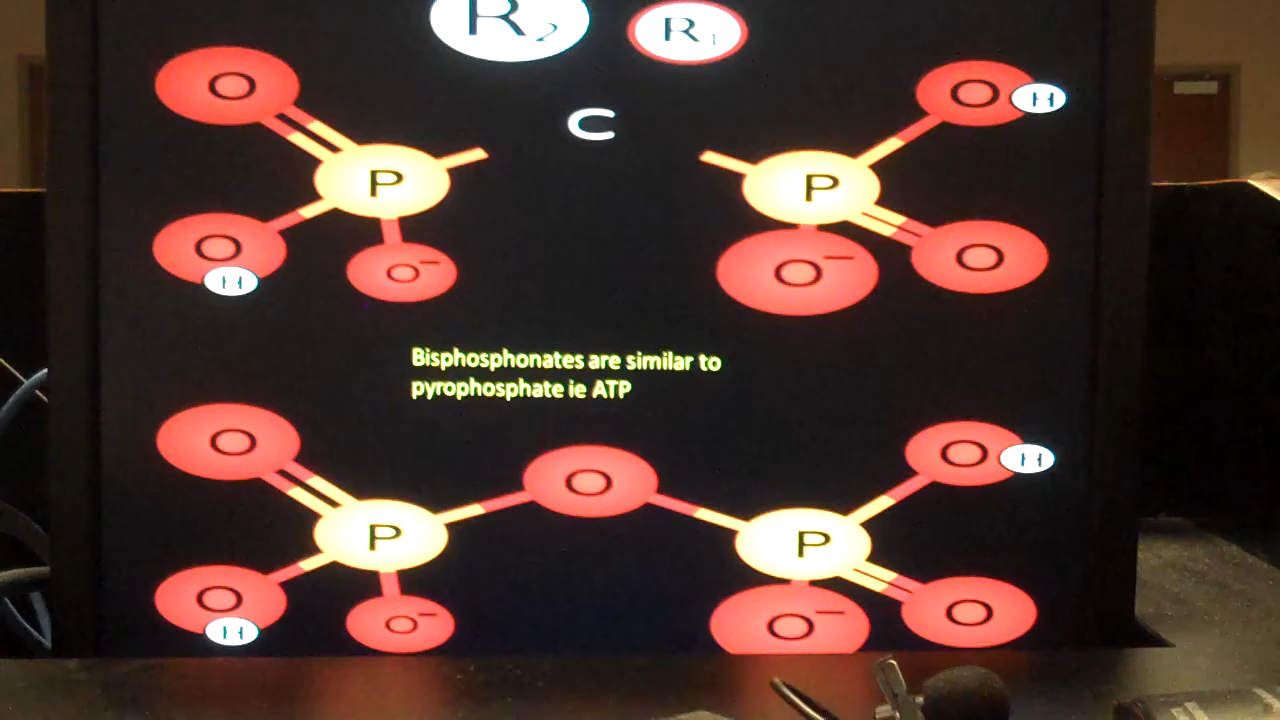 R2 R1
O O H
C
P P
O O- O- O
H
Bisphosphonates are similar to
pyrophosphate ie ATP
O O O H
P P
O O- O- O
H